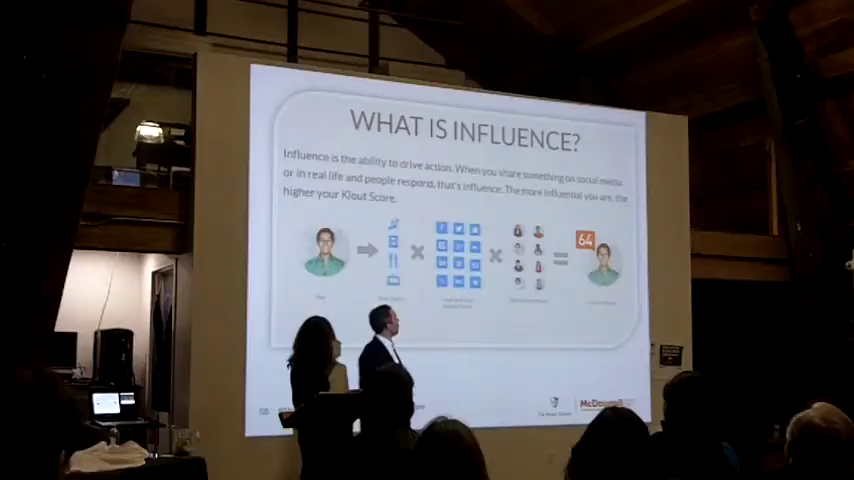 WHAT IS INFLUENCE?
Influence is the ability to drive action. When you share something on social media
or in real life and people respond, that's influence. The more influential you are, the
higher your Klout Score.
64
McDowall